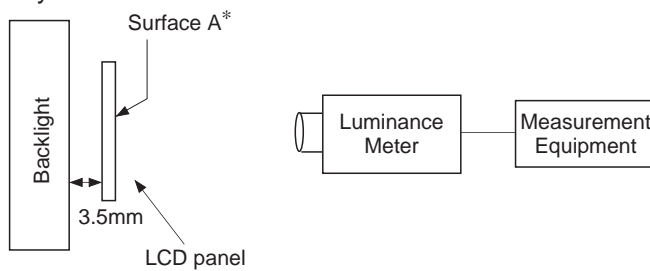 Surface A*
Backlight
Luminance
Meter
Measurement
Equipment
3.5mm
LCD panel